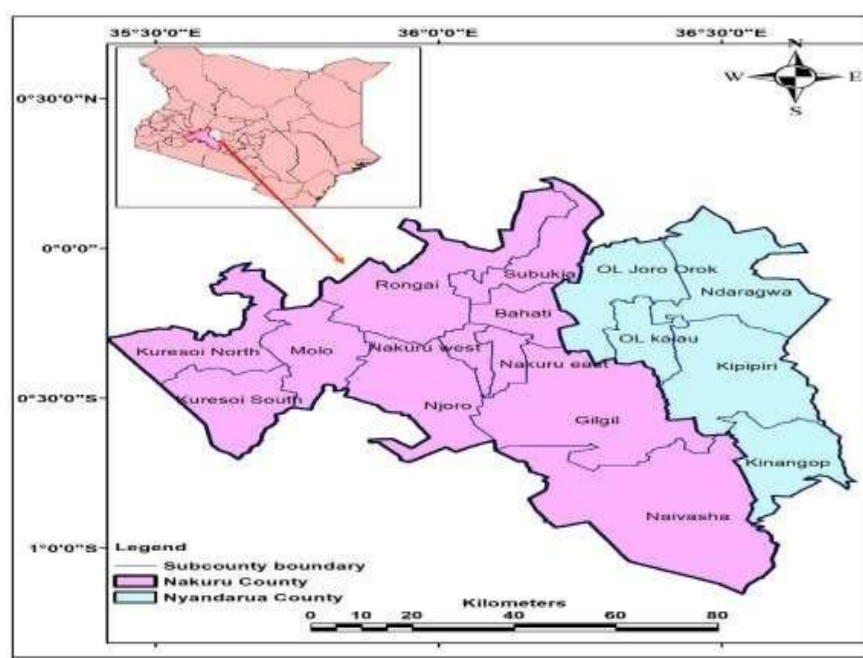 35°30'0"E 36°0'0"E 36°30'0"E
N
W E
S
0°30'0"N
0°0'0"
Subukia
OL Joro Orok
Rongai
Ndaragwa
Bahati
Kuresoi North
Molo
Nakuru west
OL kalau
Nakuru east
Kipipiri
0°30'0"S
Kuresoi South
Njoro
Gilgil
Kinangop
Naivasha
1°0'0"S
Legend
Subcounty boundary
Nakuru County
Nyandarua County
Kilometers
0 10 20 40 60 80